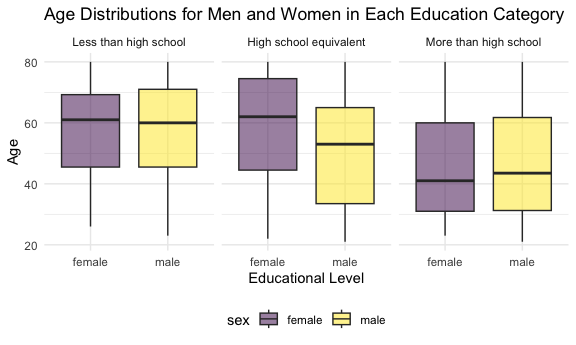 Age Distributions for Men and Women in Each Education Category
Less than high school
High school equivalent
More than high school
80
60
40
20
Age
female
male
female
male
female
male
Educational Level
sex
female
male